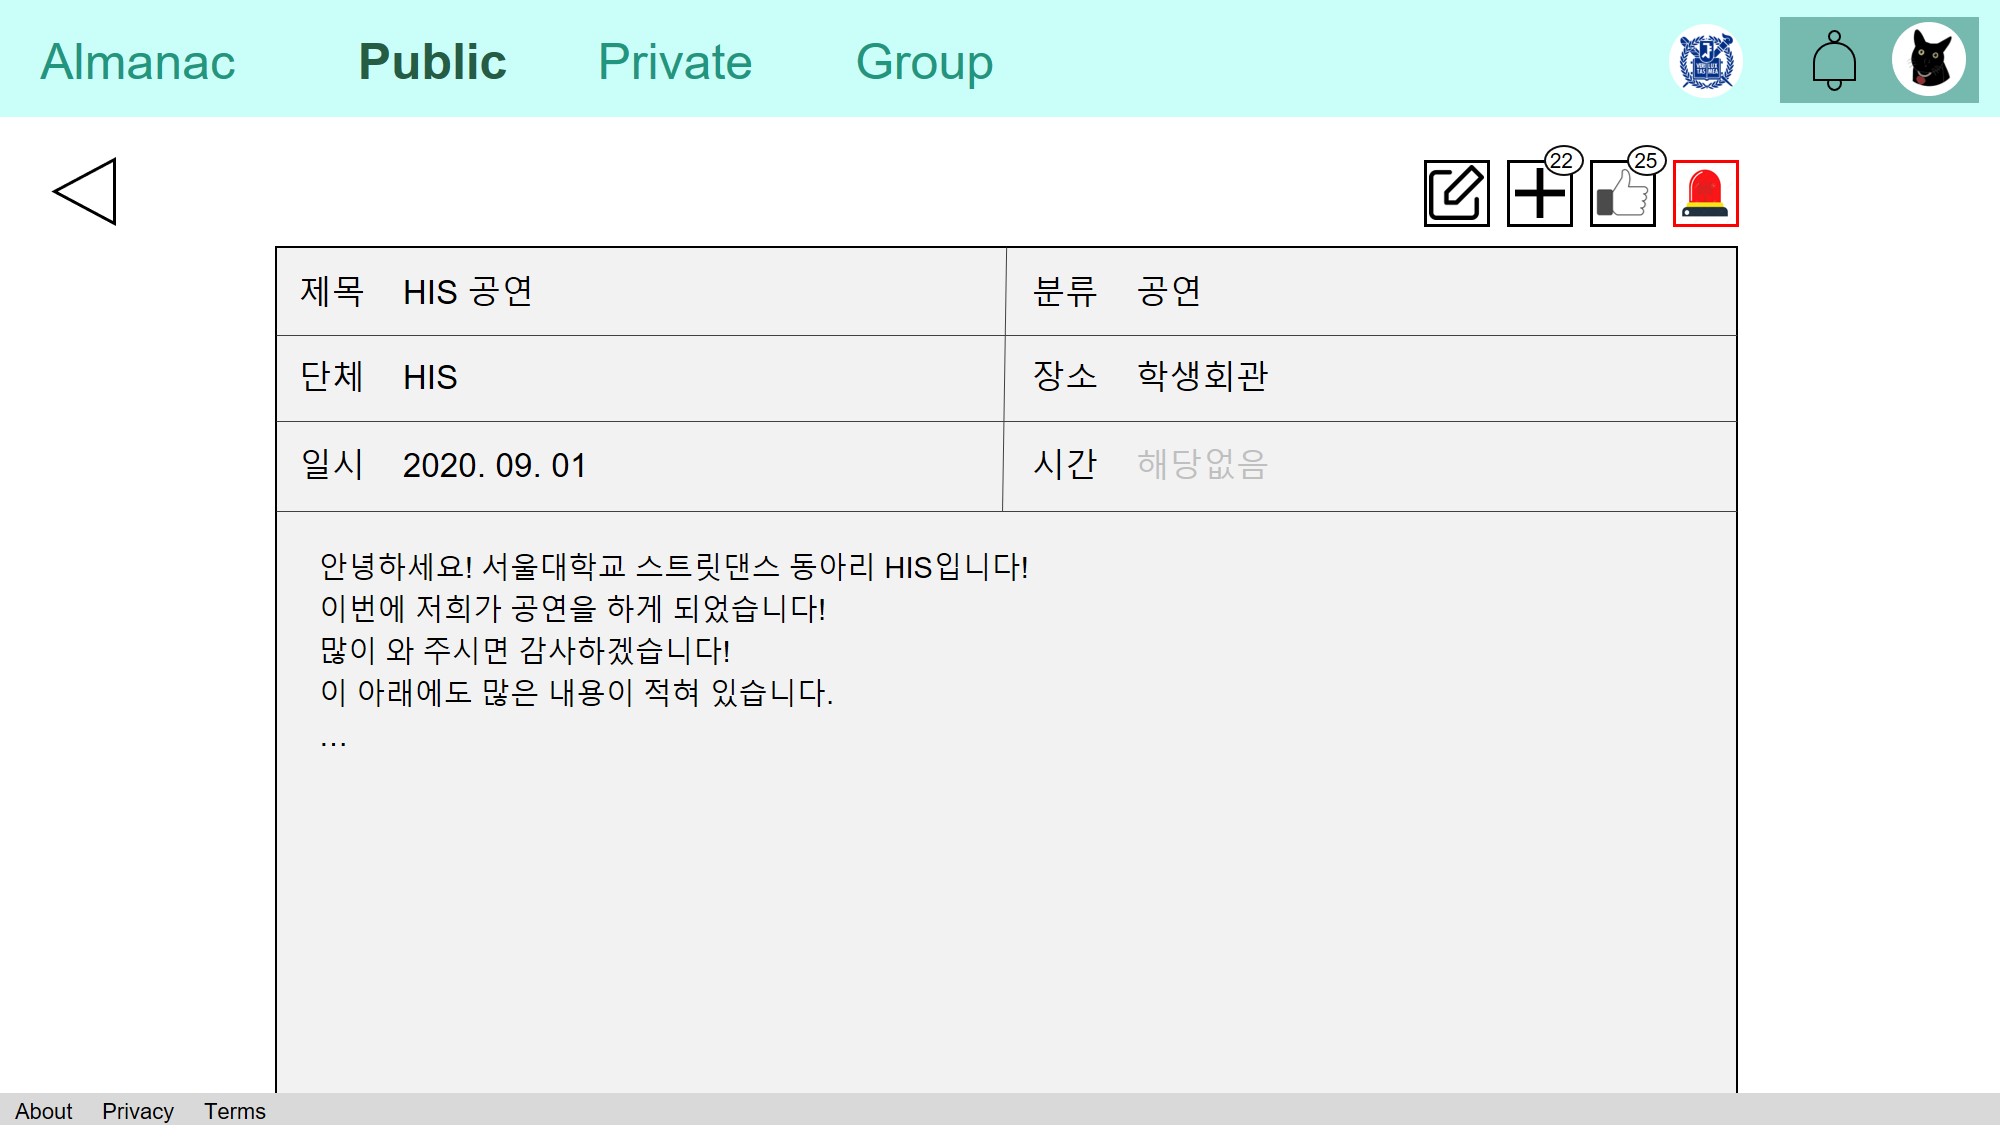 Almanac Public Private Group
22 25
제목 HIS 공연 분류 공연
단체 HIS 장소 학생회관
일시 2020. 09. 01 시간 해당없음
안녕하세요! 서울대학교 스트릿댄스 동아리 HIS입니다!
이번에 저희가 공연을 하게 되었습니다!
많이 와 주시면 감사하겠습니다!
이 아래에도 많은 내용이 적혀 있습니다.
…
About Privacy Terms